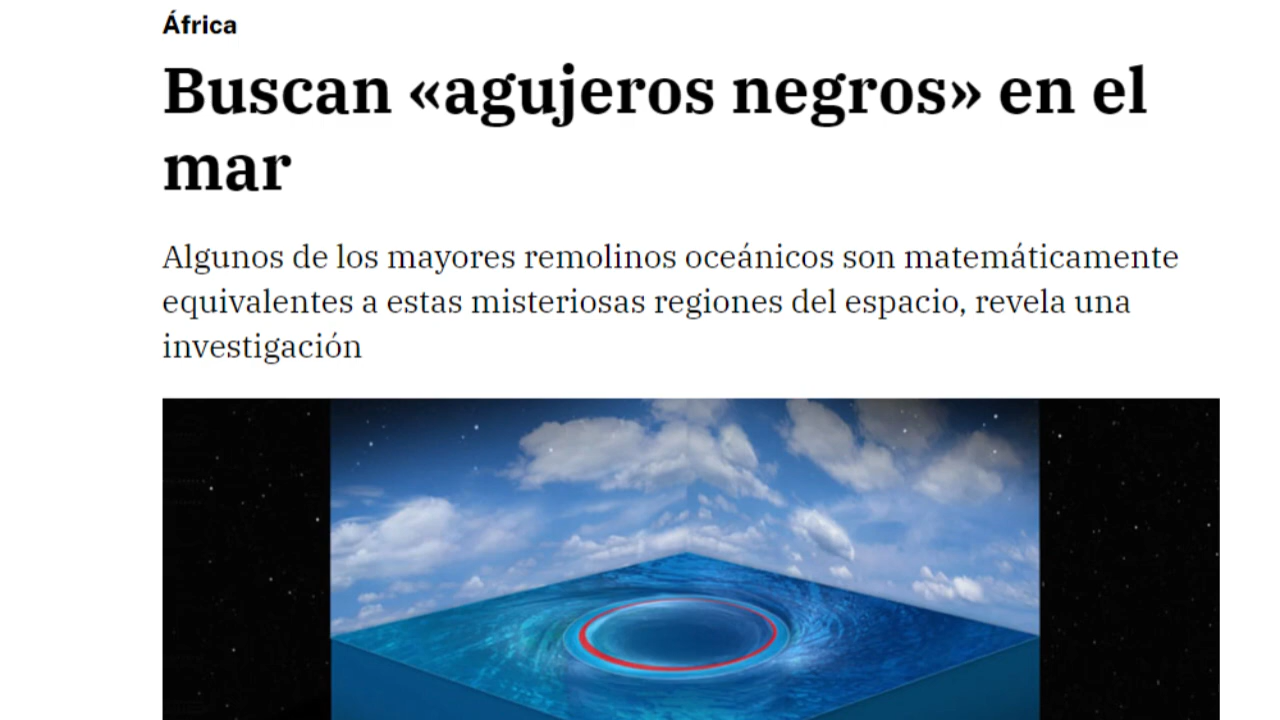 África
Buscan «agujeros negros» en el
mar
Algunos de los mayores remolinos oceánicos son matemáticamente
equivalentes a estas misteriosas regiones del espacio, revela una
investigación